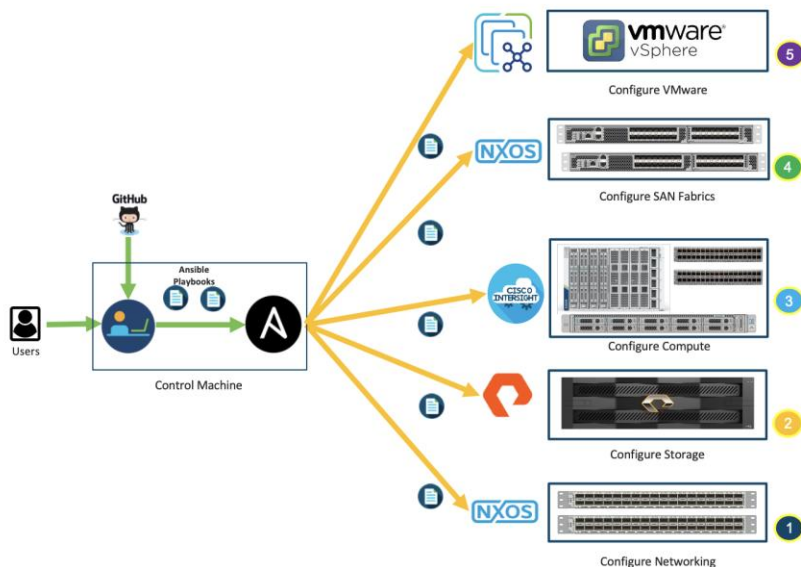 vmware®
vSphere
5
Configure VMware
NXOS
4
Configure SAN Fabrics
GitHub
Ansible
Playbooks
CISCO
INTERSIGHT
3
Configure Compute
Users
Control Machine
2
Configure Storage
NXOS
1
Configure Networking